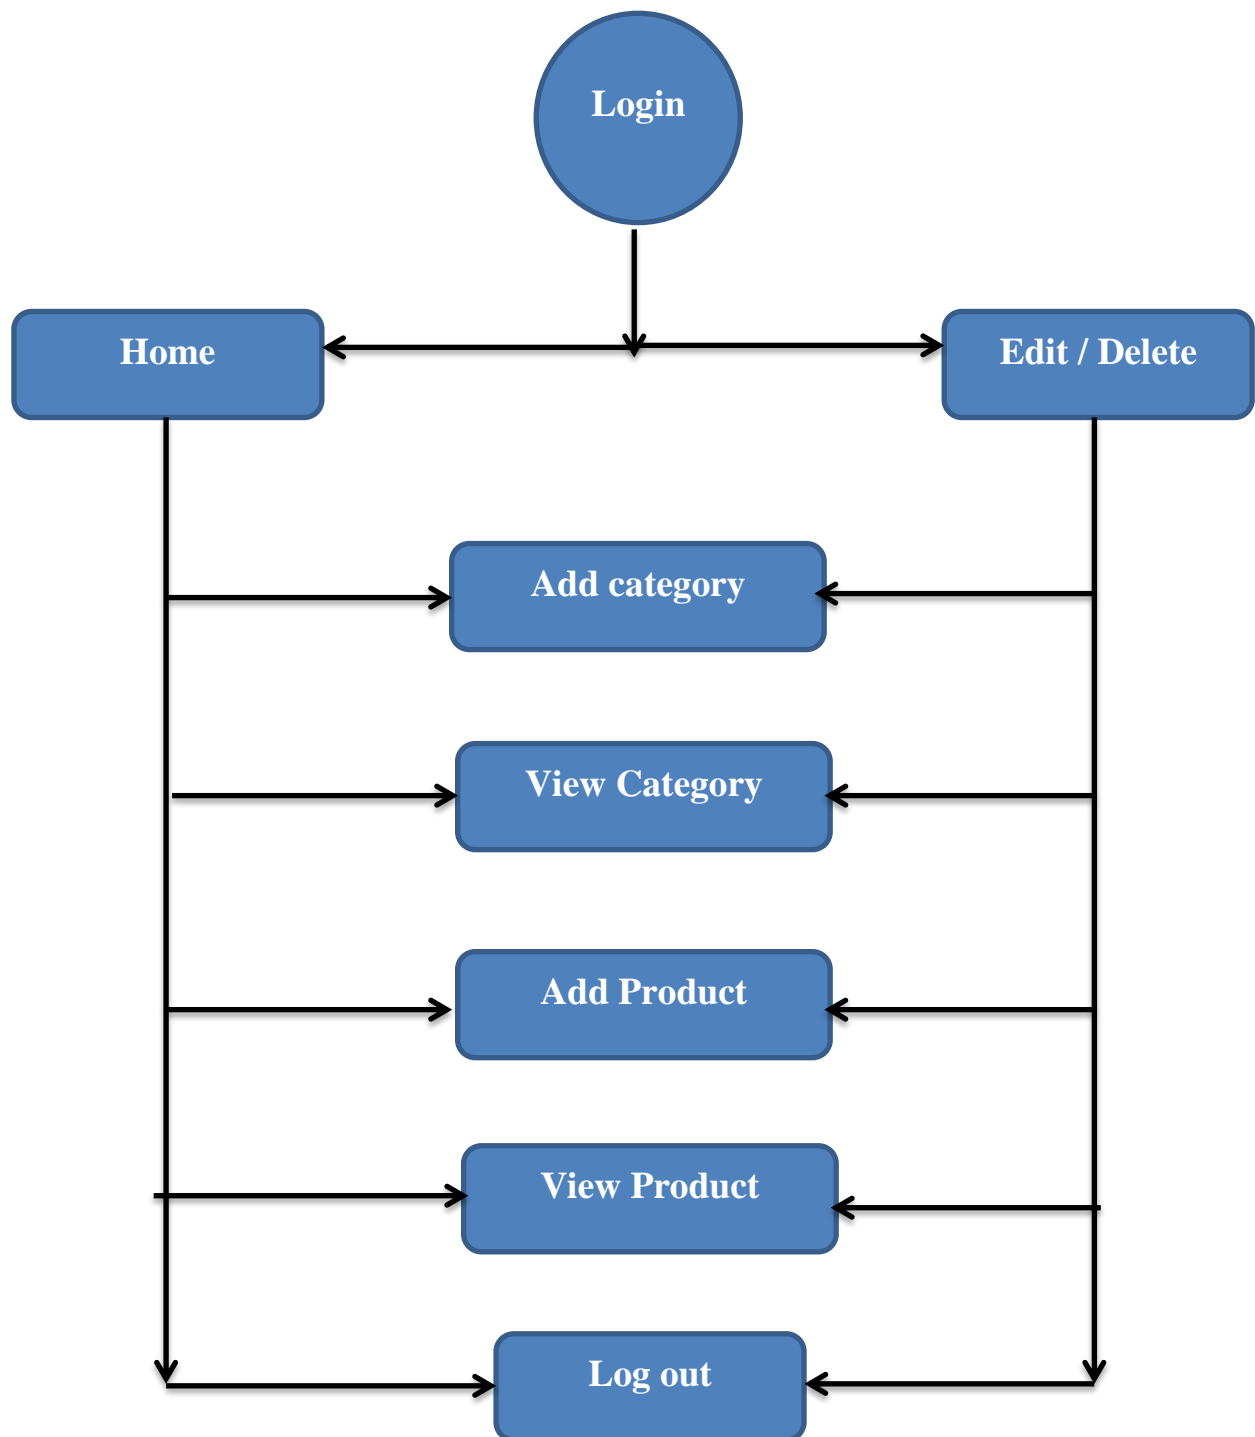 Login
Home
Edit / Delete
Add category
View Category
Add Product
View Product
Log out